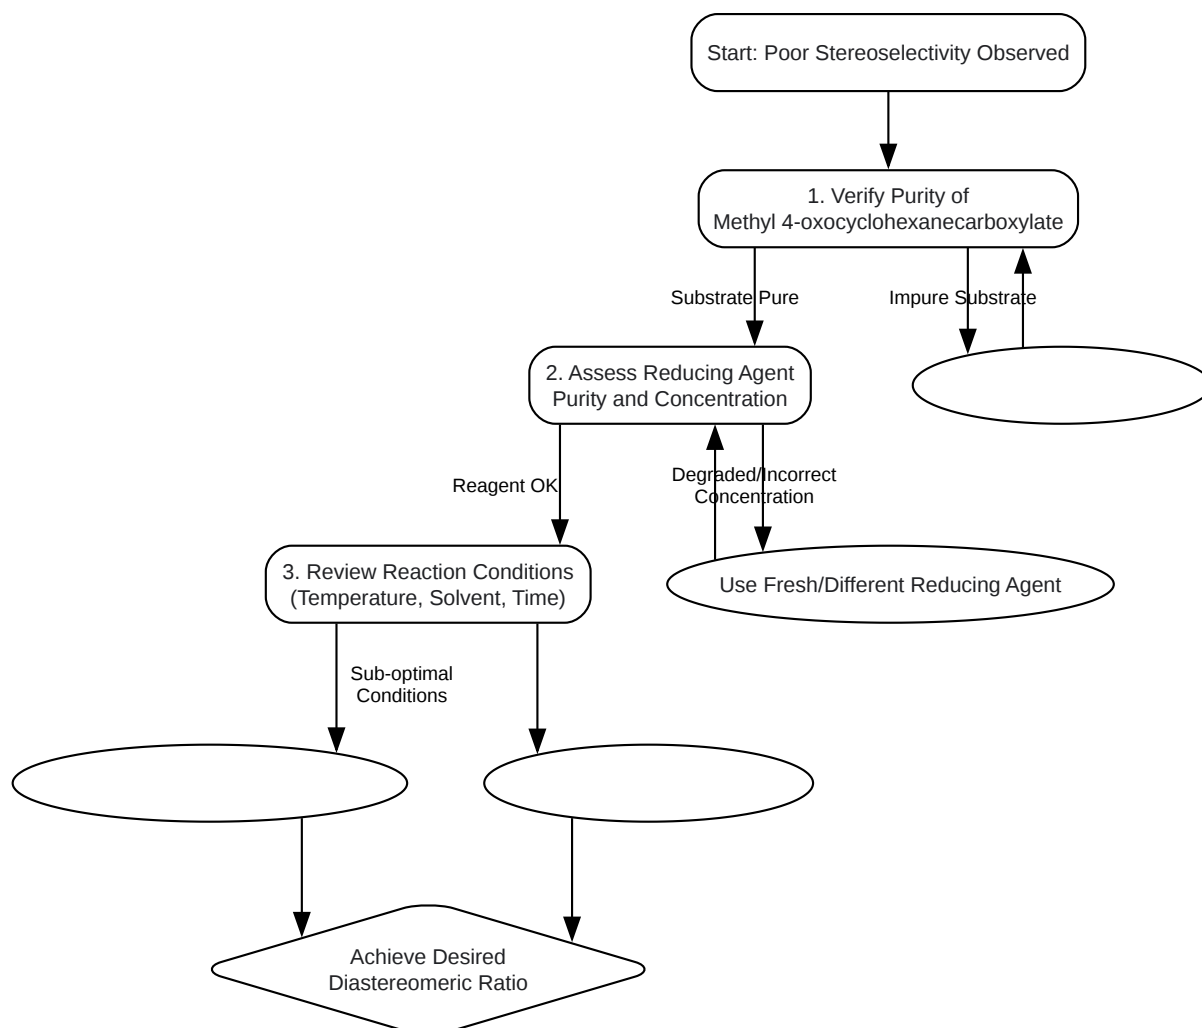 Start: Poor Stereoselectivity Observed
1. Verify Purity of
Methyl 4-oxocyclohexanecarboxylate
Substrate Pure
Impure Substrate
2. Assess Reducing Agent
Purity and Concentration
Reagent OK
Degraded/Incorrect
Concentration
3. Review Reaction Conditions
(Temperature, Solvent, Time)
Use Fresh/Different Reducing Agent
Sub-optimal
Conditions
Achieve Desired
Diastereomeric Ratio